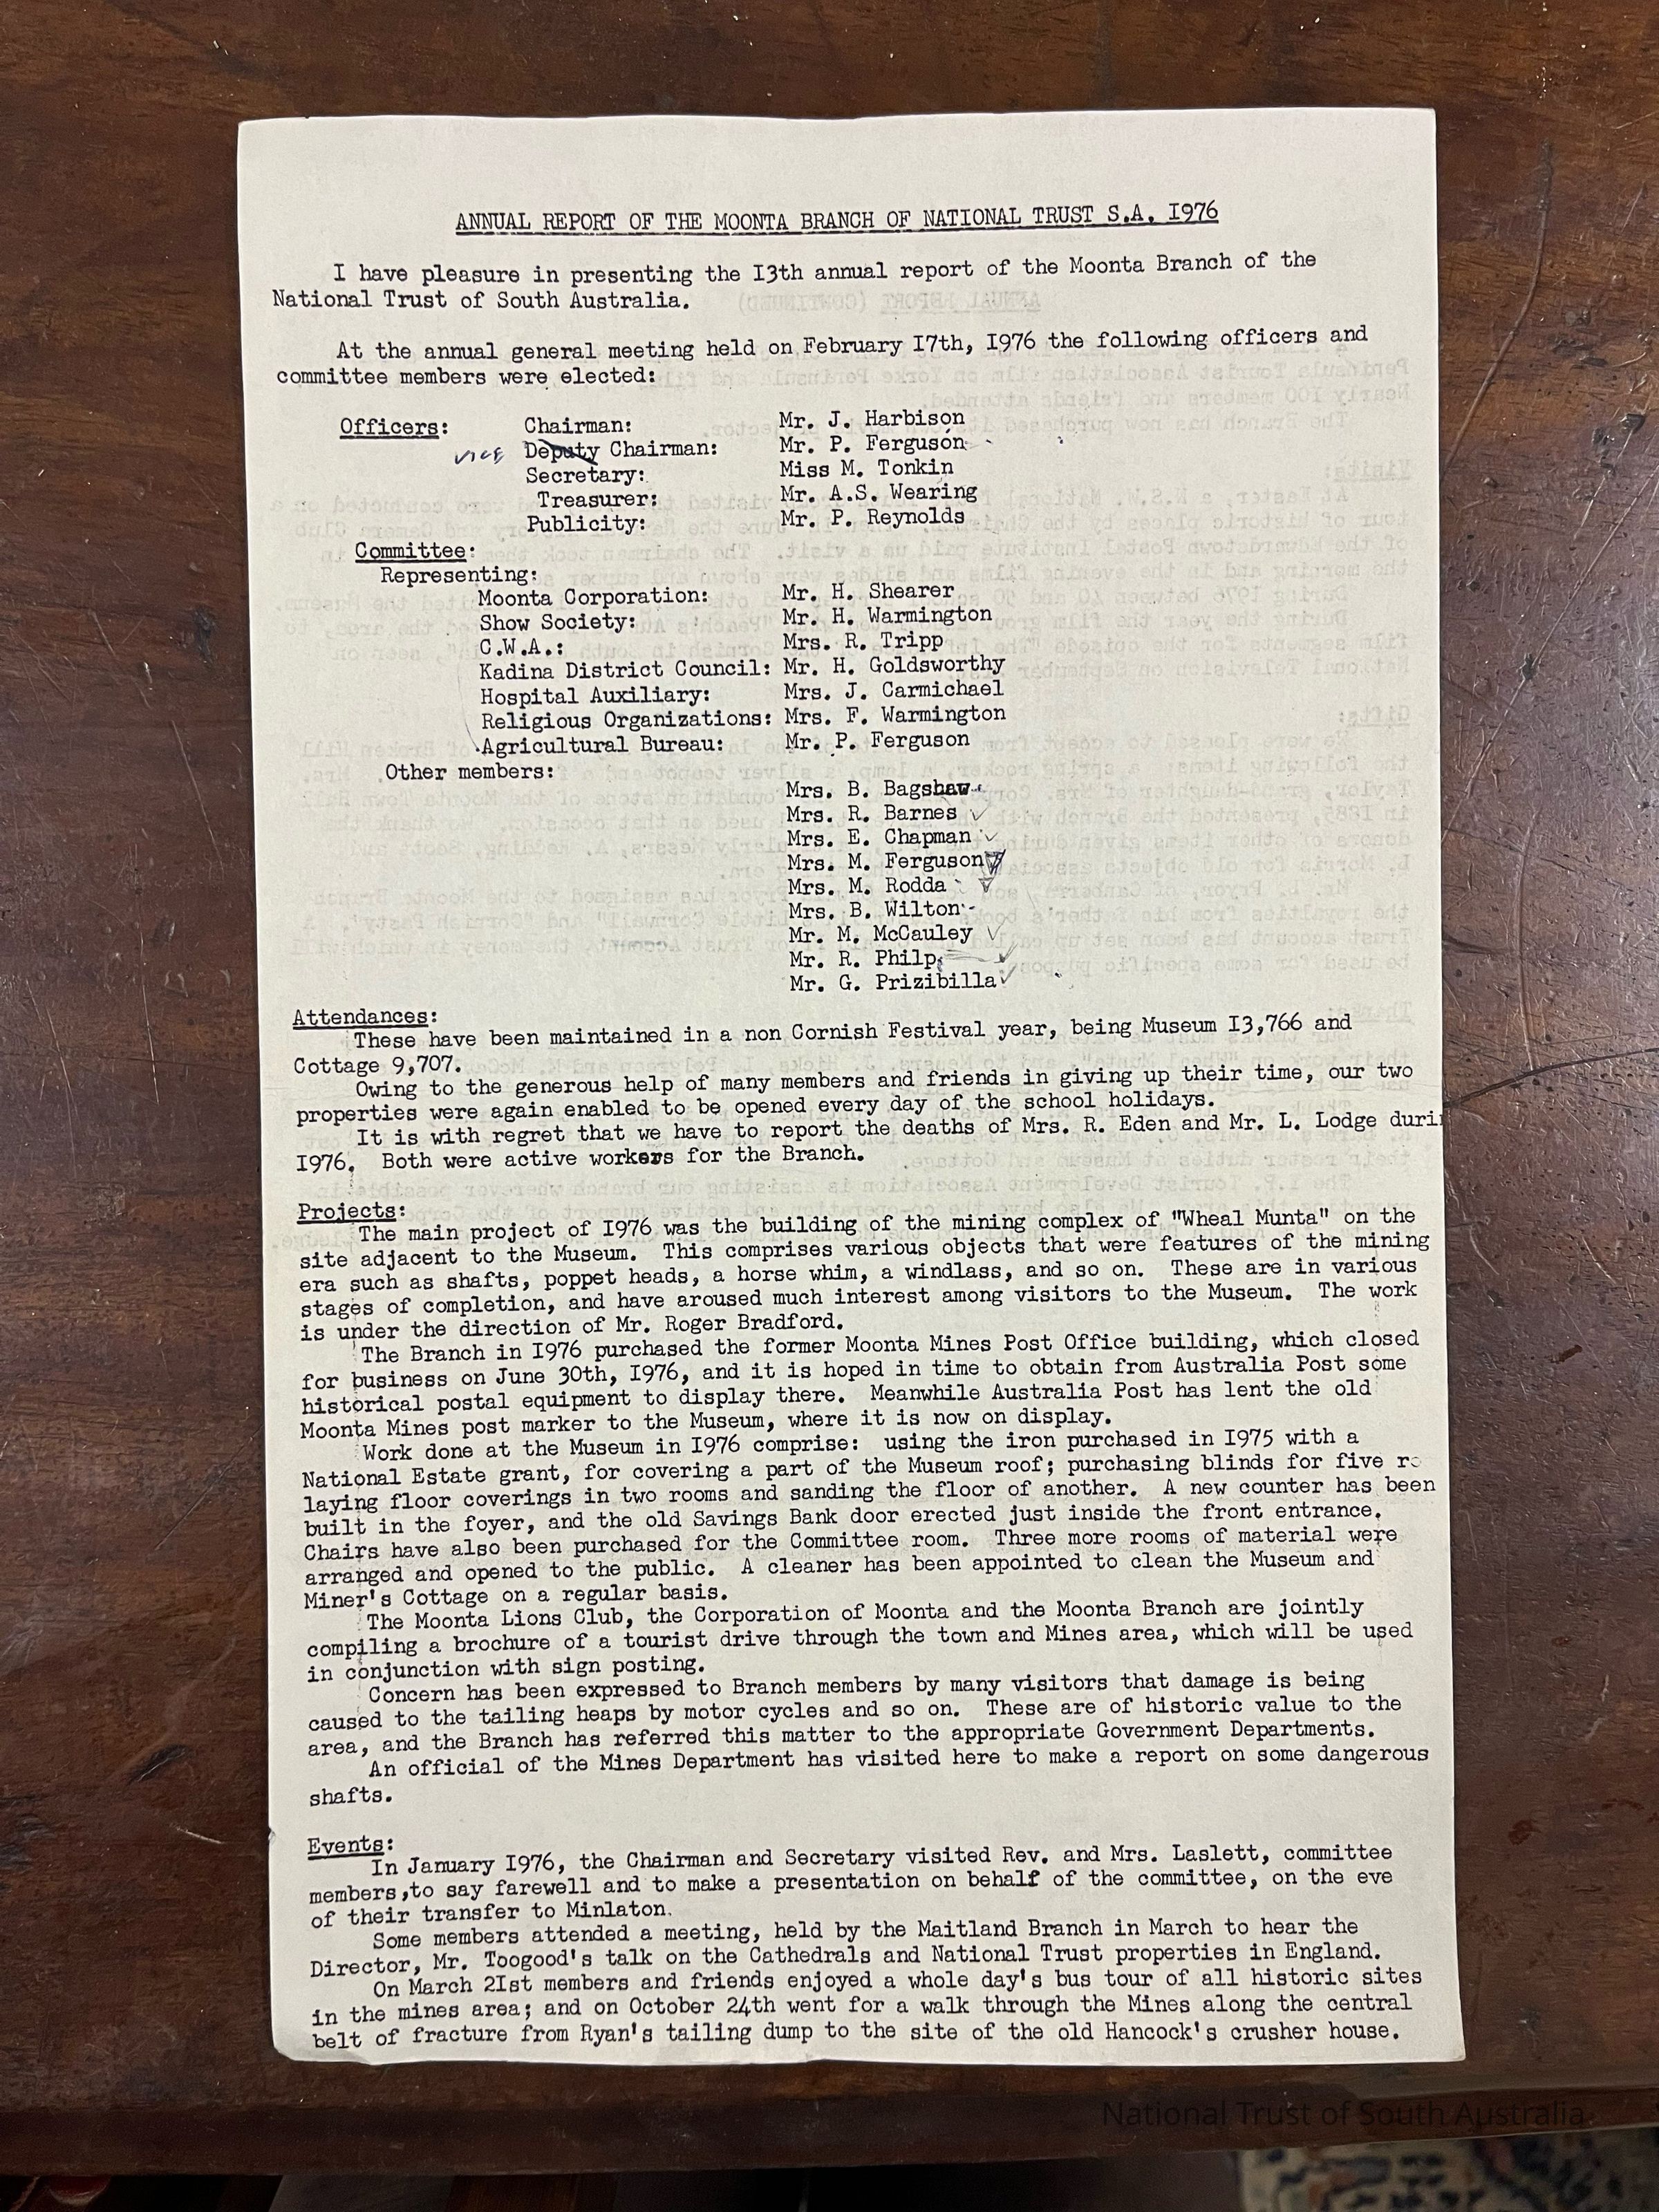 ANNUAL REPORT OF THE MOONTA BRANCH OF NATIONAL TRUST S.A. I976
I have pleasure in presenting the I3th annual report of the Moonta Branch of the
National Trust of South Australia.
At the annual general meeting held on February I7th, I976 the following officers and
committee members were elected:
Officers: Chairman: Mr. J. Harbison
vice Deputy Chairman: Mr. P. Ferguson
Secretary: Miss M. Tonkin
Treasurer: Mr. A.S. Wearing
Publicity: Mr. P. Reynolds
Committee:
Representing:
Moonta Corporation: Mr. H. Shearer
Show Society: Mr. H. Warmington
C.W.A.: Mrs. R. Tripp
Kadina District Council: Mr. H. Goldsworthy
Hospital Auxiliary: Mrs. J. Carmichael
Religious Organizations: Mrs. F. Warmington
Agricultural Bureau: Mr. P. Ferguson
Other members:
Mrs. B. Bagshaw
Mrs. R. Barnes
Mrs. E. Chapman
Mrs. M. Ferguson
Mrs. M. Rodda
Mrs. B. Wilton
Mr. M. McCauley
Mr. R. Philp
Mr. G. Prizibilla
Attendances:
These have been maintained in a non Cornish Festival year, being Museum I3,766 and
Cottage 9,707.
Owing to the generous help of many members and friends in giving up their time, our two
properties were again enabled to be opened every day of the school holidays.
It is with regret that we have to report the deaths of Mrs. R. Eden and Mr. L. Lodge duri
I976. Both were active workers for the Branch.
Projects:
The main project of I976 was the building of the mining complex of "Wheal Munta" on the
site adjacent to the Museum. This comprises various objects that were features of the mining
era such as shafts, poppet heads, a horse whim, a windlass, and so on. These are in various
stages of completion, and have aroused much interest among visitors to the Museum. The work
is under the direction of Mr. Roger Bradford.
The Branch in I976 purchased the former Moonta Mines Post Office building, which closed
for business on June 30th, I976, and it is hoped in time to obtain from Australia Post some
historical postal equipment to display there. Meanwhile Australia Post has lent the old
Moonta Mines post marker to the Museum, where it is now on display.
Work done at the Museum in I976 comprise: using the iron purchased in I975 with a
National Estate grant, for covering a part of the Museum roof; purchasing blinds for five
laying floor coverings in two rooms and sanding the floor of another. A new counter has been
built in the foyer, and the old Savings Bank door erected just inside the front entrance.
Chairs have also been purchased for the Committee room. Three more rooms of material were
arranged and opened to the public. A cleaner has been appointed to clean the Museum and
Miner's Cottage on a regular basis.
The Moonta Lions Club, the Corporation of Moonta and the Moonta Branch are jointly
compiling a brochure of a tourist drive through the town and Mines area, which will be used
in conjunction with sign posting.
Concern has been expressed to Branch members by many visitors that damage is being
caused to the tailing heaps by motor cycles and so on. These are of historic value to the
area, and the Branch has referred this matter to the appropriate Government Departments.
An official of the Mines Department has visited here to make a report on some dangerous
shafts.
Events:
In January I976, the Chairman and Secretary visited Rev. and Mrs. Laslett, committee
members,to say farewell and to make a presentation on behalf of the committee, on the eve
of their transfer to Minlaton.
Some members attended a meeting, held by the Maitland Branch in March to hear the
Director, Mr. Toogood's talk on the Cathedrals and National Trust properties in England.
On March 2Ist members and friends enjoyed a whole day's bus tour of all historic sites
in the mines area; and on October 24th went for a walk through the Mines along the central
belt of fracture from Ryan's tailing dump to the site of the old Hancock's crusher house.
National Trust of South Australia